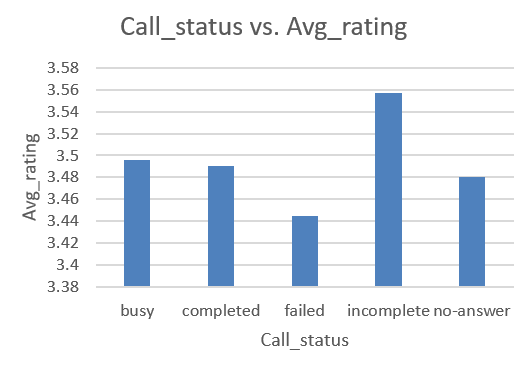 Call_status vs. Avg_rating
3.58
3.56
3.54
3.52
3.5
3.48
3.46
3.44
3.42
3.4
3.38
Avg_rating
busy completed failed incomplete no-answer
Call_status